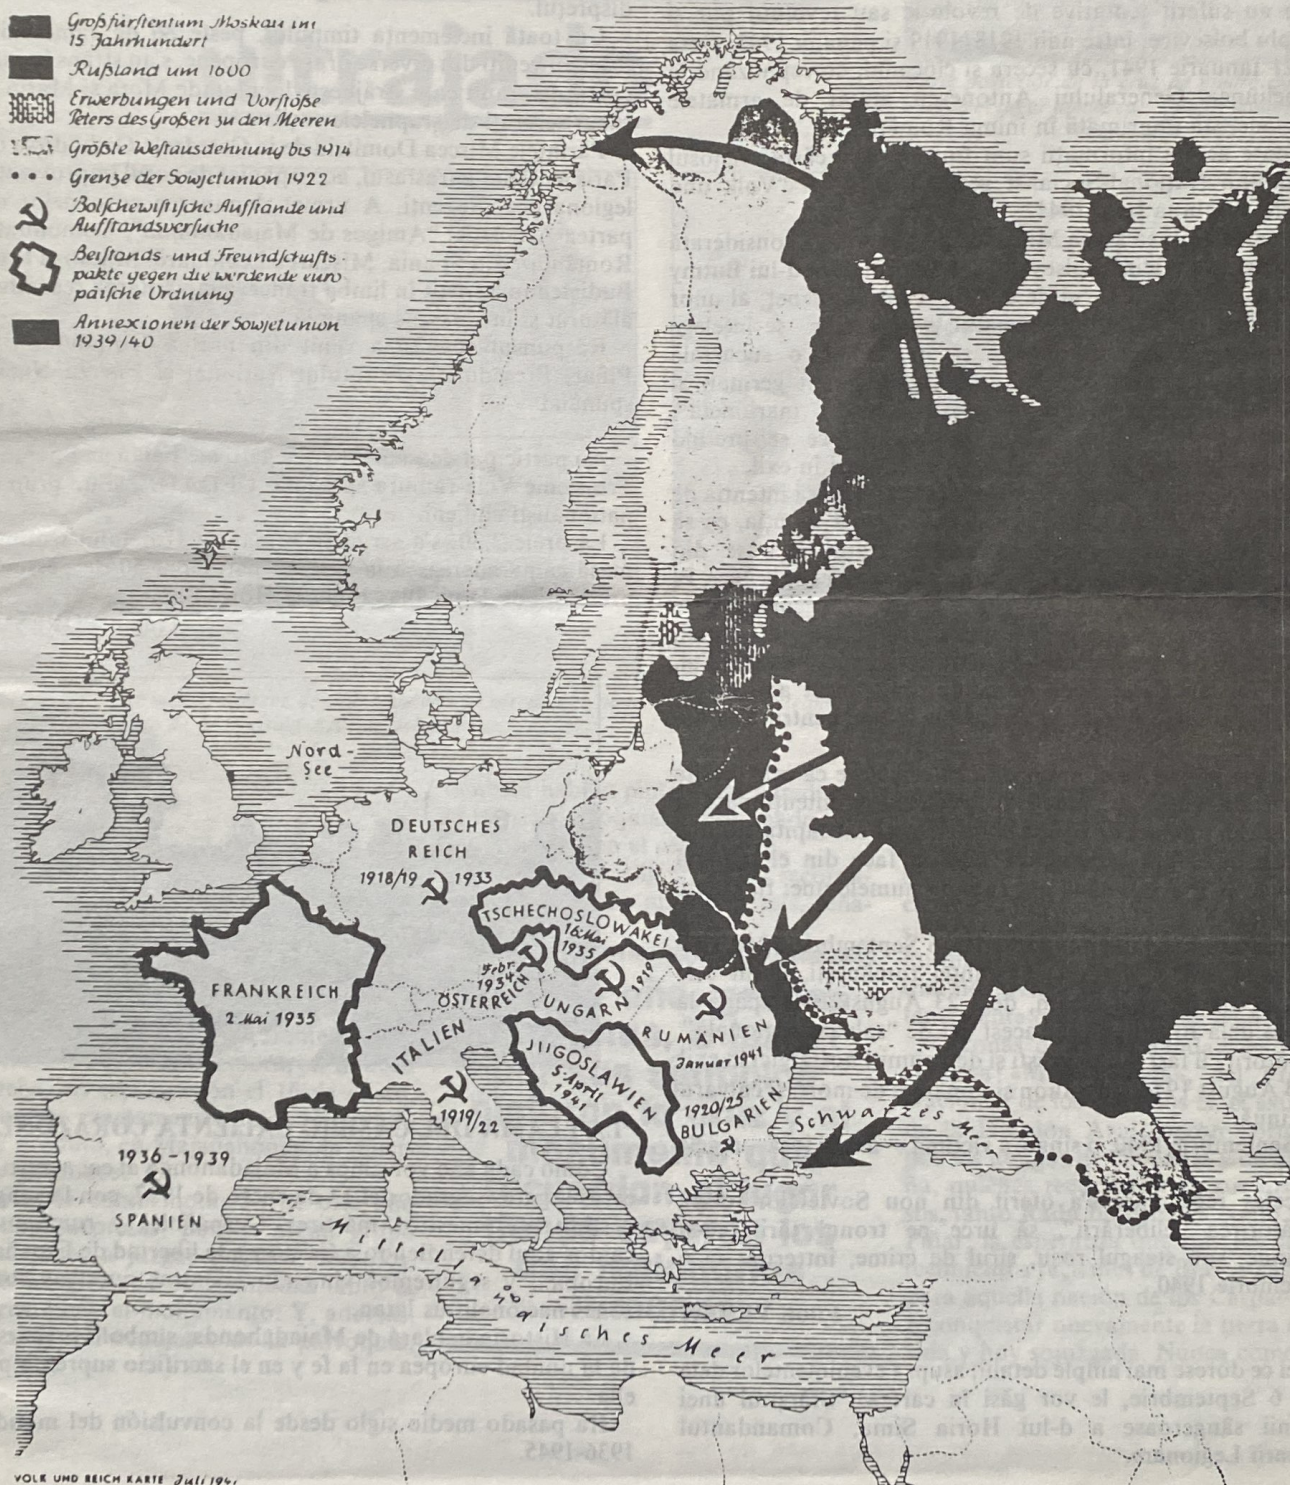 Großfürstentum Moskau im
15 Jahrhundert
Rußland um 1600
Erwerbungen und Vorstöße
Peters des Großen zu den Meeren
Größte Westausdehnung bis 1914
Grenze der Sowjetunion 1922
Bolschewistische Aufstände und
Aufstandsversuche
Beistands und Freundschafts
pakte gegen die werdende euro
päische Ordnung
Annexionen der Sowjetunion
1939/40
Nord-
See
DEUTSCHES
REICH
1918/19 1933
TSCHECHOSLOWAKEI
16. Mai
1935
Febr.
1934
ÖSTERREICH
UNGARN 1919
FRANKREICH
2. Mai 1935
ITALIEN
1919/22
JUGOSLAWIEN
5. April
1941
RUMÄNIEN
Januar 1941
1920/25
BULGARIEN
Schwarzes Meer
1936-1939
SPANIEN
Mittelländisches Meer
VOLK UND REICH KARTE Juli 1941